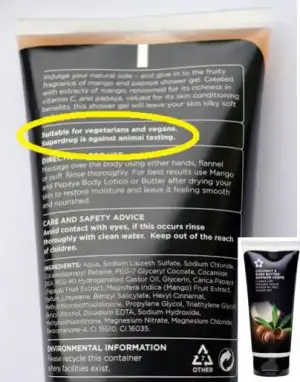 Indulge your natural side - and give in to the fruity
fragrance of mango and papaya shower gel. Created
with extracts of mango, renowned for its richness in
vitamin C, and papaya, valued for its skin conditioning
benefits, this shower gel will leave your skin silky soft
Suitable for vegetarians and vegans.
Superdrug is against animal testing.
Massage over the body using either hands, flannel
or puff. Rinse thoroughly. For best results use Mango
and Papaya Body Lotion or Butter after drying your
skin to restore moisture and leave it feeling smooth
and nourished.
CARE AND SAFETY ADVICE
Avoid contact with eyes, if this occurs rinse
thoroughly with clean water. Keep out of the reach
of children.
INGREDIENTS: Aqua, Sodium Laureth Sulfate, Sodium Chloride,
Cocamidopropyl Betaine, PEG-7 Glyceryl Cocoate, Cocamide
DEA, PEG-40 Hydrogenated Castor Oil, Glycerin, Carica Papaya
(Papaya) Fruit Extract, Mangifera Indica (Mango) Fruit Extract,
Parfum, Limonene, Benzyl Salicylate, Hexyl Cinnamal,
Methylchloroisothiazolinone, Propylene Glycol, Triethylene Glycol,
Benzyl Alcohol, Disodium EDTA, Sodium Hydroxide,
Methylisothiazolinone, Magnesium Nitrate, Magnesium Chloride,
CI 15510, CI 16035.
ENVIRONMENTAL INFORMATION
Please recycle this container
where facilities exist.
7
OTHER
COCONUT &
SHEA BUTTER